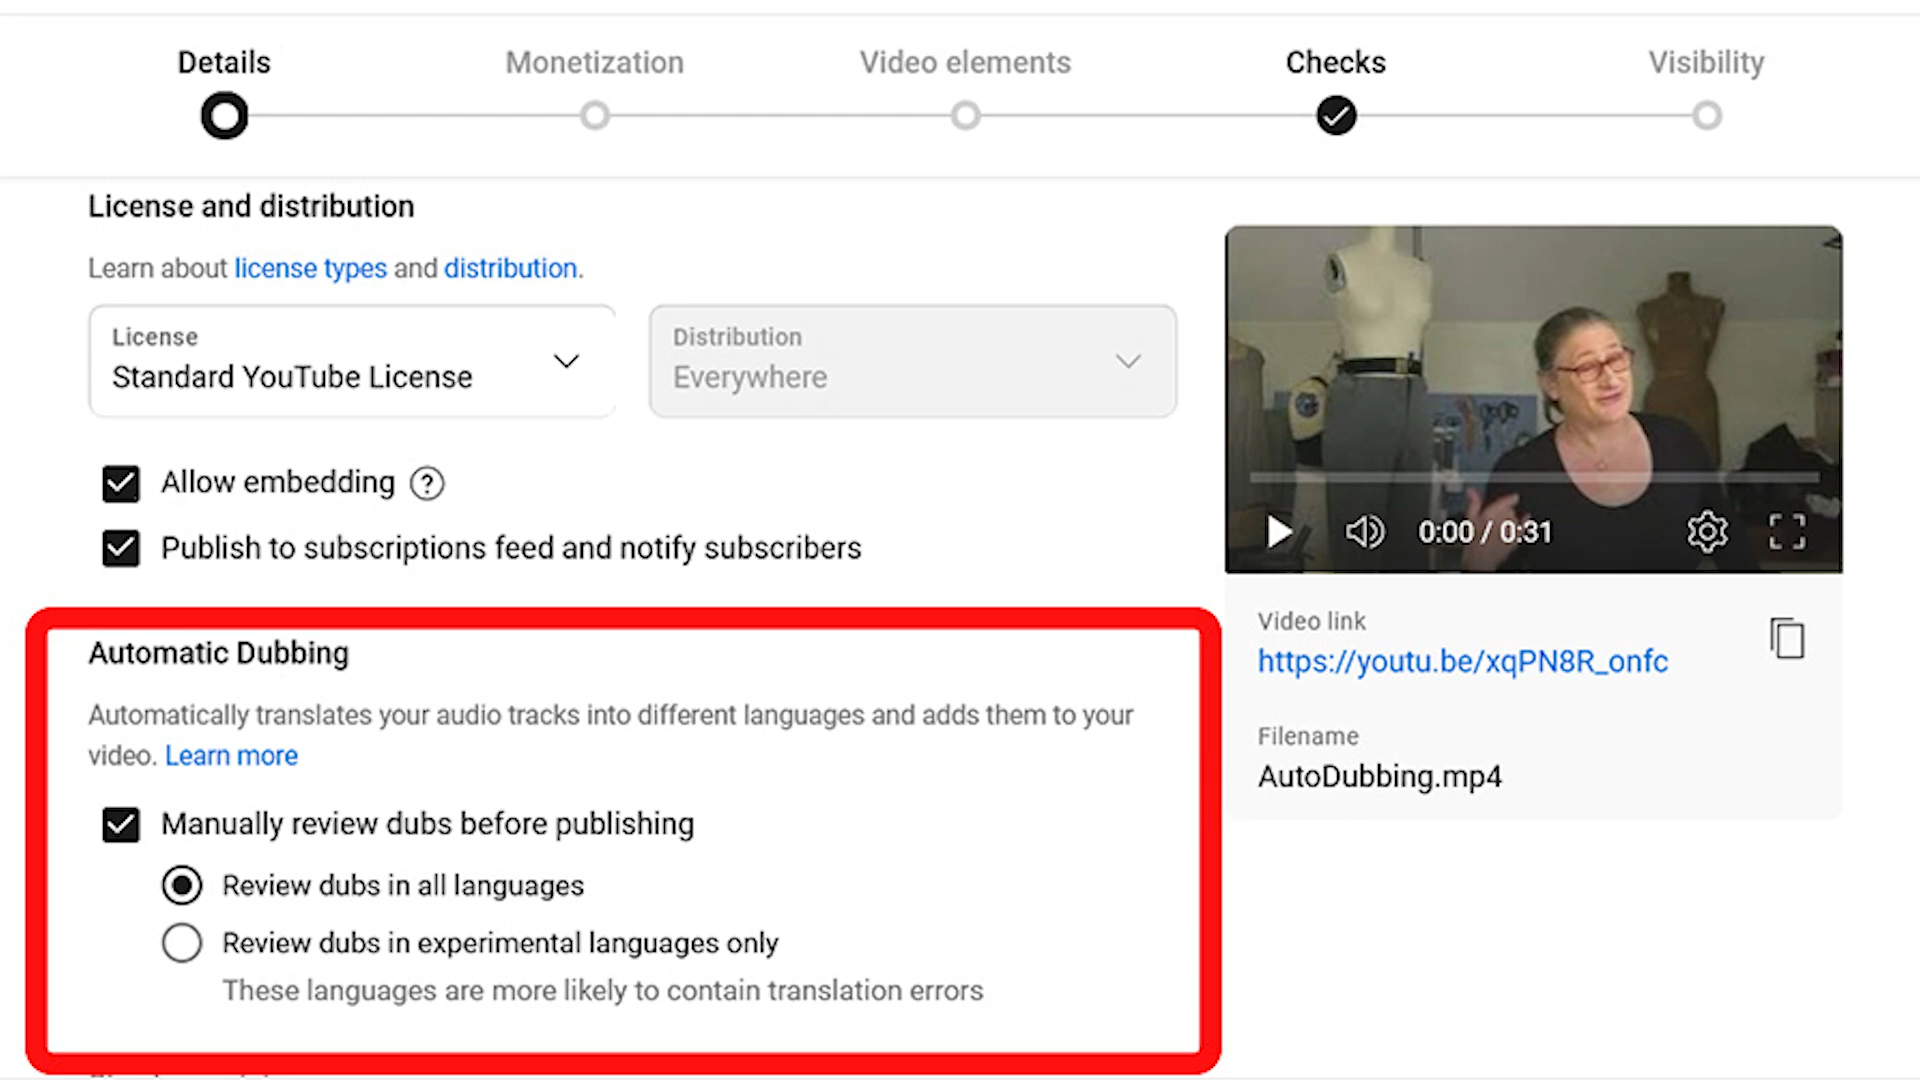 Details
Monetization
Video elements
Checks
Visibility
License and distribution
Learn about license types and distribution.
License
Standard YouTube License
Distribution
Everywhere
Allow embedding ?
Publish to subscriptions feed and notify subscribers
Automatic Dubbing
Automatically translates your audio tracks into different languages and adds them to your
video. Learn more
Manually review dubs before publishing
Review dubs in all languages
Review dubs in experimental languages only
These languages are more likely to contain translation errors
0:00 / 0:31
Video link
https://youtu.be/xqPN8R_onfc
Filename
AutoDubbing.mp4